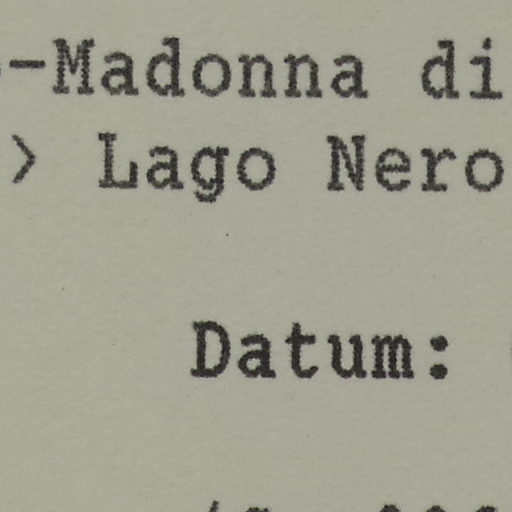 -Madonna di
> Lago Nero
Datum: